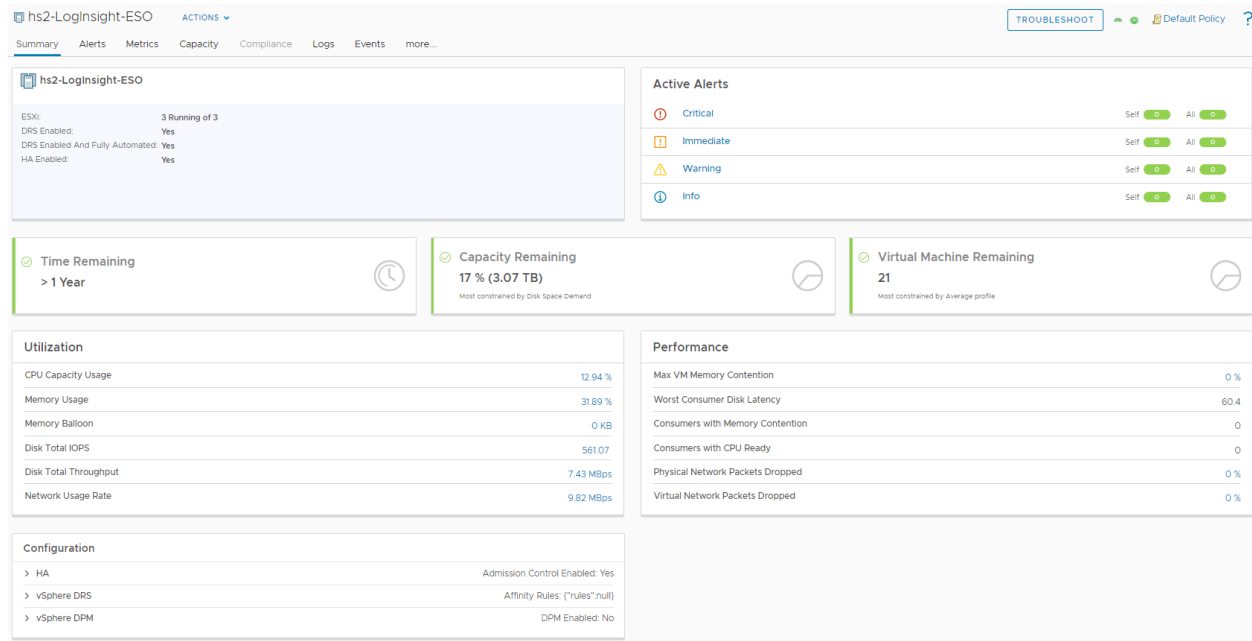 hs2-LogInsight-ESO ACTIONS TROUBLESHOOT Default Policy ?
Summary Alerts Metrics Capacity Compliance Logs Events more...
hs2-LogInsight-ESO
ESXi: 3 Running of 3
DRS Enabled: Yes
DRS Enabled And Fully Automated: Yes
HA Enabled: Yes
Active Alerts
Critical Self 0 All 0
Immediate Self 0 All 0
Warning Self 0 All 0
Info Self 0 All 0
Time Remaining
> 1 Year
Capacity Remaining
17 % (3.07 TB)
Most constrained by Disk Space Demand
Virtual Machine Remaining
21
Most constrained by Average profile
Utilization
CPU Capacity Usage 12.94 %
Memory Usage 31.89 %
Memory Balloon 0 KB
Disk Total IOPS 561.07
Disk Total Throughput 7.43 MBps
Network Usage Rate 9.82 MBps
Performance
Max VM Memory Contention 0 %
Worst Consumer Disk Latency 60.4
Consumers with Memory Contention 0
Consumers with CPU Ready 0
Physical Network Packets Dropped 0 %
Virtual Network Packets Dropped 0 %
Configuration
> HA Admission Control Enabled: Yes
> vSphere DRS Affinity Rules: {"rules":null}
> vSphere DPM DPM Enabled: No